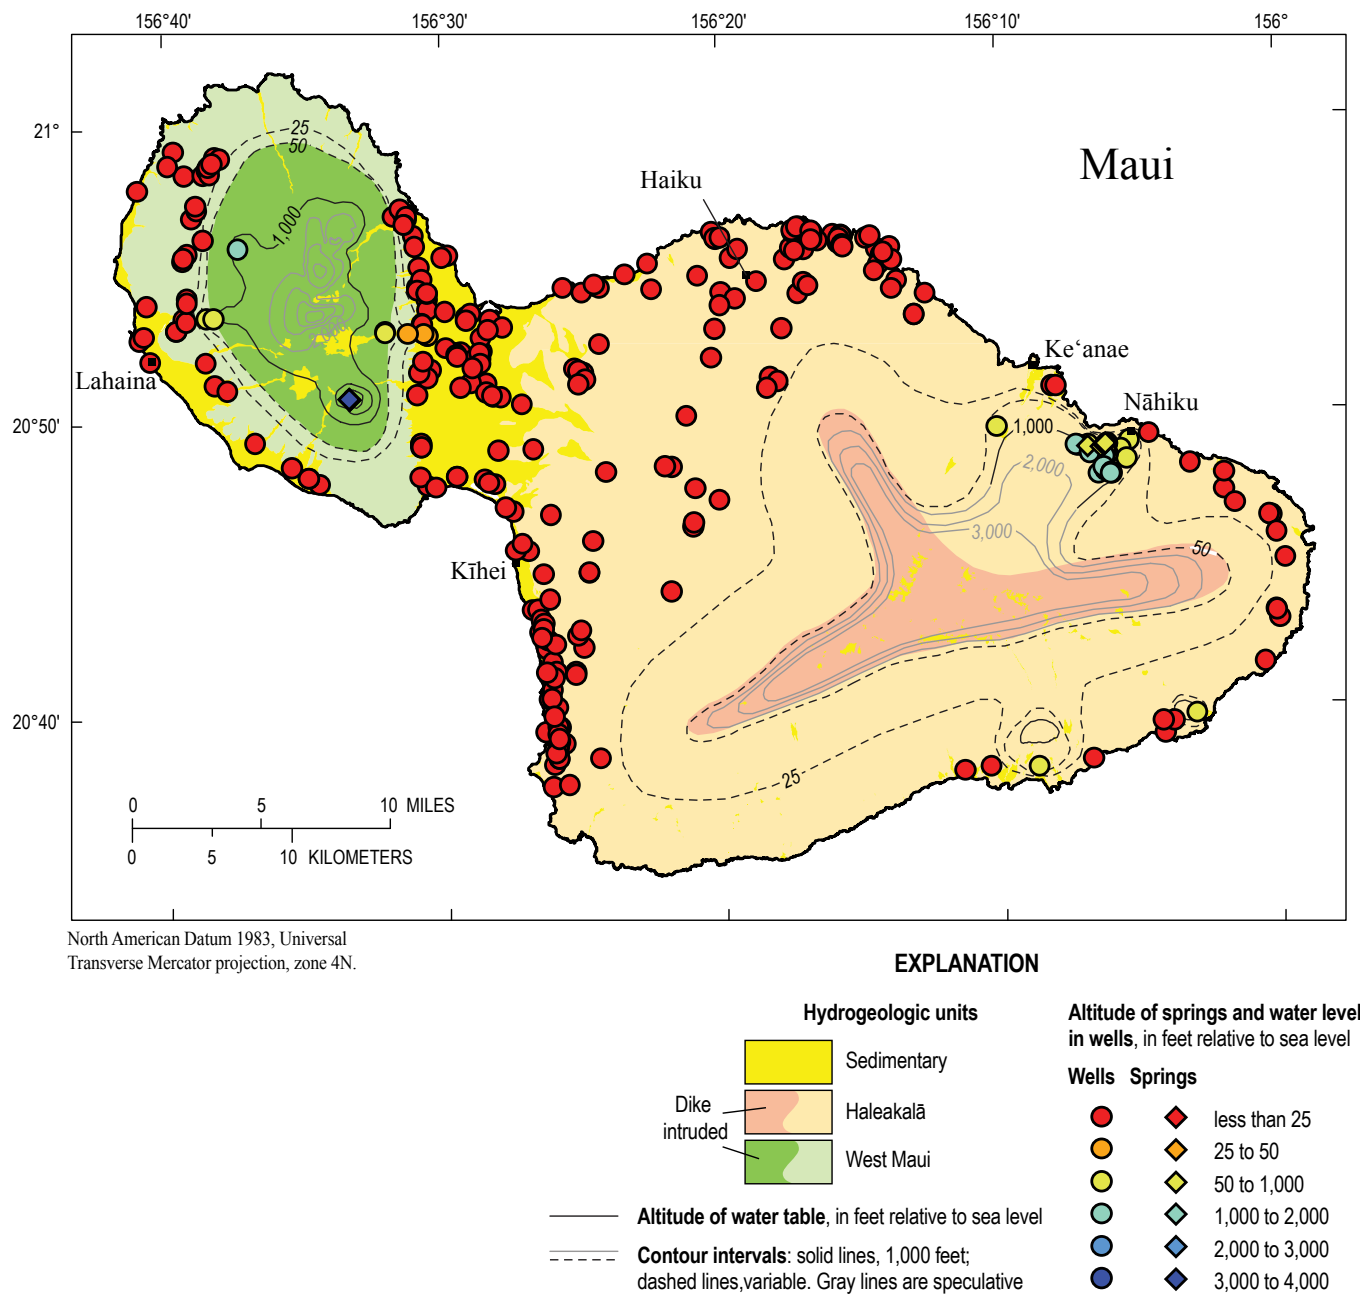 156°40' 156°30' 156°20' 156°10' 156°
21°
20°50'
20°40'
Maui
Haiku
Ke‘anae
Nāhiku
Lahaina
Kīhei
25
50
1,000
1,000
2,000
3,000
50
25
0 5 10 MILES
0 5 10 KILOMETERS
North American Datum 1983, Universal
Transverse Mercator projection, zone 4N.
EXPLANATION
Hydrogeologic units
Sedimentary
Dike
intruded
Haleakalā
West Maui
Altitude of water table, in feet relative to sea level
Contour intervals: solid lines, 1,000 feet;
dashed lines,variable. Gray lines are speculative
Altitude of springs and water level
in wells, in feet relative to sea level
Wells Springs
less than 25
25 to 50
50 to 1,000
1,000 to 2,000
2,000 to 3,000
3,000 to 4,000